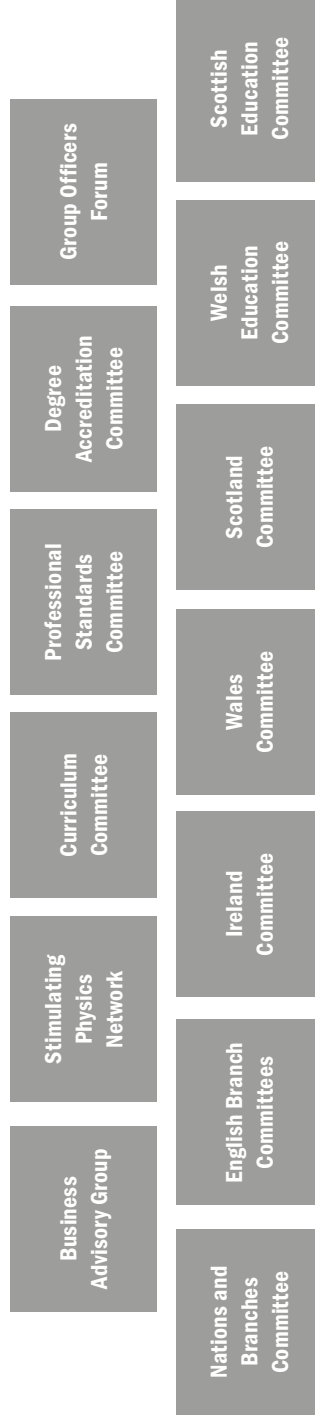 Business
Advisory Group
Stimulating
Physics
Network
Curriculum
Committee
Professional
Standards
Committee
Degree
Accreditation
Committee
Group Officers
Forum
Nations and
Branches
Committee
English Branch
Committees
Ireland
Committee
Wales
Committee
Scotland
Committee
Welsh
Education
Committee
Scottish
Education
Committee